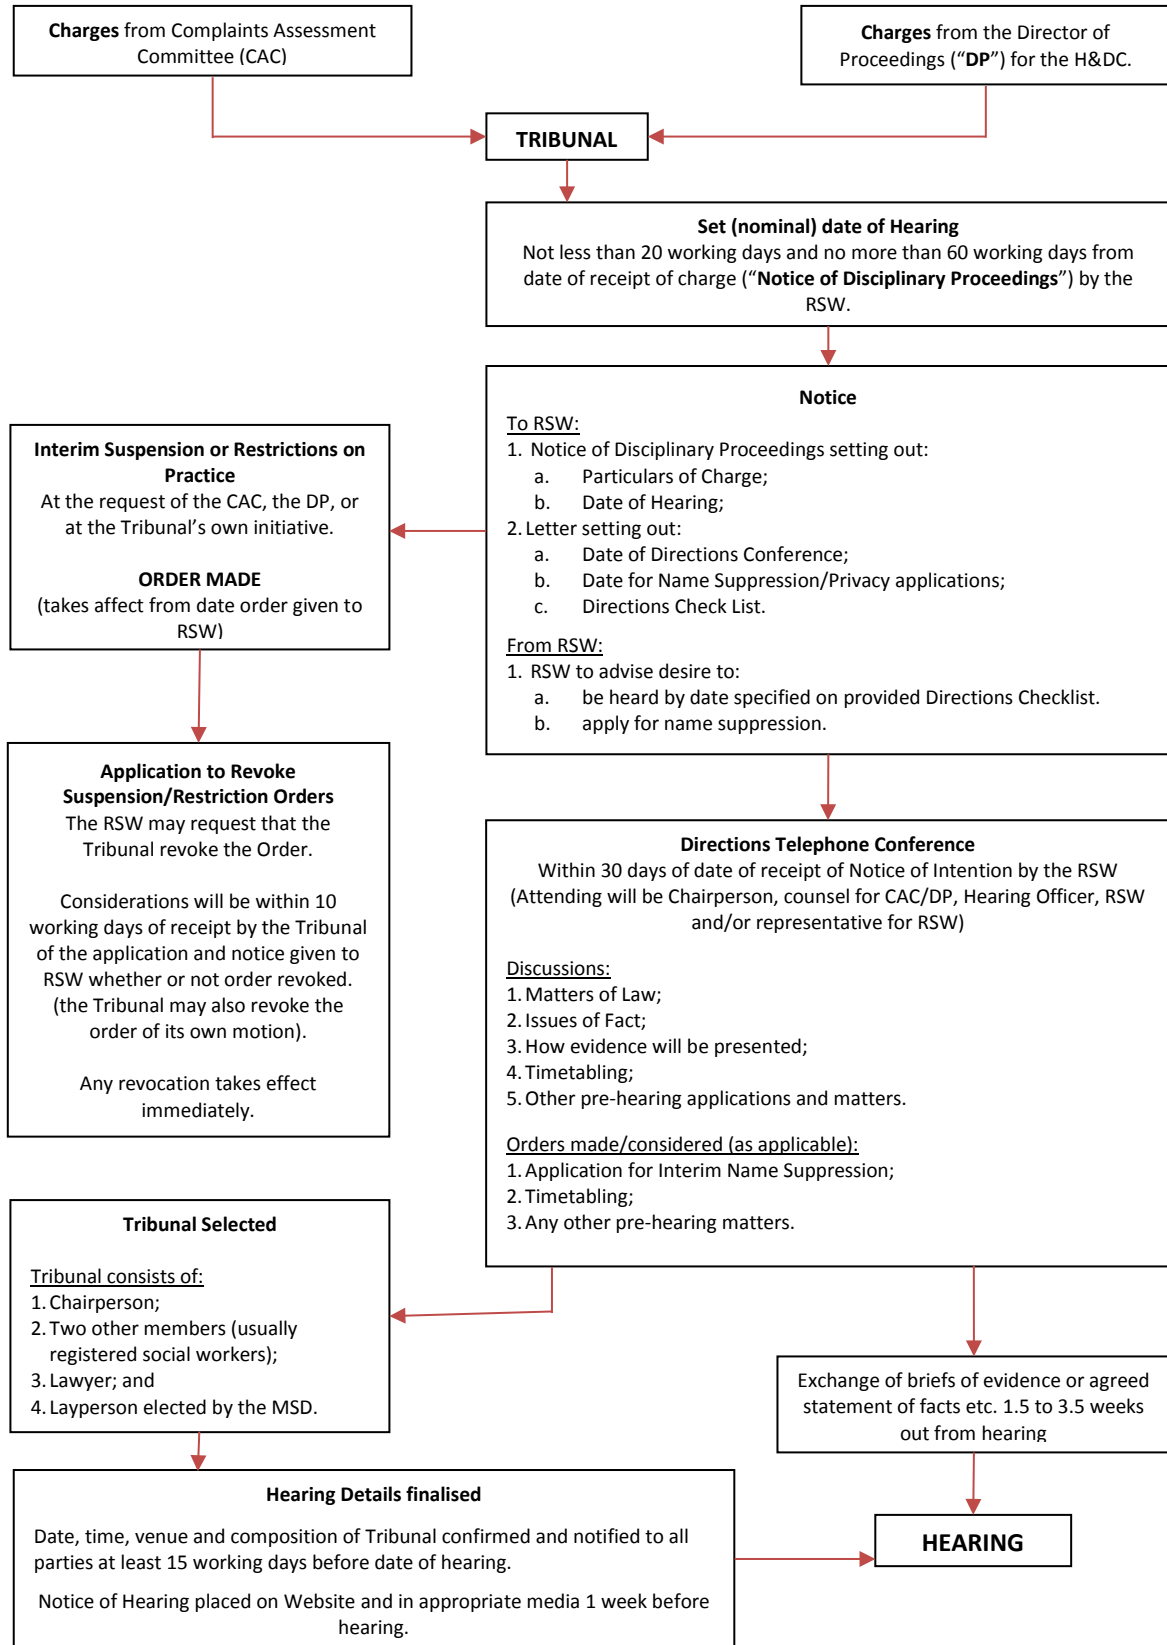 Charges from Complaints Assessment
Committee (CAC)
Charges from the Director of
Proceedings (“DP”) for the H&DC.
TRIBUNAL
Set (nominal) date of Hearing
Not less than 20 working days and no more than 60 working days from
date of receipt of charge (“Notice of Disciplinary Proceedings”) by the
RSW.
Notice
To RSW:
1. Notice of Disciplinary Proceedings setting out:
a. Particulars of Charge;
b. Date of Hearing;
2. Letter setting out:
a. Date of Directions Conference;
b. Date for Name Suppression/Privacy applications;
c. Directions Check List.
From RSW:
1. RSW to advise desire to:
a. be heard by date specified on provided Directions Checklist.
b. apply for name suppression.
Interim Suspension or Restrictions on
Practice
At the request of the CAC, the DP, or
at the Tribunal’s own initiative.
ORDER MADE
(takes affect from date order given to
RSW)
Application to Revoke
Suspension/Restriction Orders
The RSW may request that the
Tribunal revoke the Order.
Considerations will be within 10
working days of receipt by the Tribunal
of the application and notice given to
RSW whether or not order revoked.
(the Tribunal may also revoke the
order of its own motion).
Any revocation takes effect
immediately.
Directions Telephone Conference
Within 30 days of date of receipt of Notice of Intention by the RSW
(Attending will be Chairperson, counsel for CAC/DP, Hearing Officer, RSW
and/or representative for RSW)
Discussions:
1. Matters of Law;
2. Issues of Fact;
3. How evidence will be presented;
4. Timetabling;
5. Other pre-hearing applications and matters.
Orders made/considered (as applicable):
1. Application for Interim Name Suppression;
2. Timetabling;
3. Any other pre-hearing matters.
Tribunal Selected
Tribunal consists of:
1. Chairperson;
2. Two other members (usually
registered social workers);
3. Lawyer; and
4. Layperson elected by the MSD.
Exchange of briefs of evidence or agreed
statement of facts etc. 1.5 to 3.5 weeks
out from hearing
Hearing Details finalised
Date, time, venue and composition of Tribunal confirmed and notified to all
parties at least 15 working days before date of hearing.
Notice of Hearing placed on Website and in appropriate media 1 week before
hearing.
HEARING